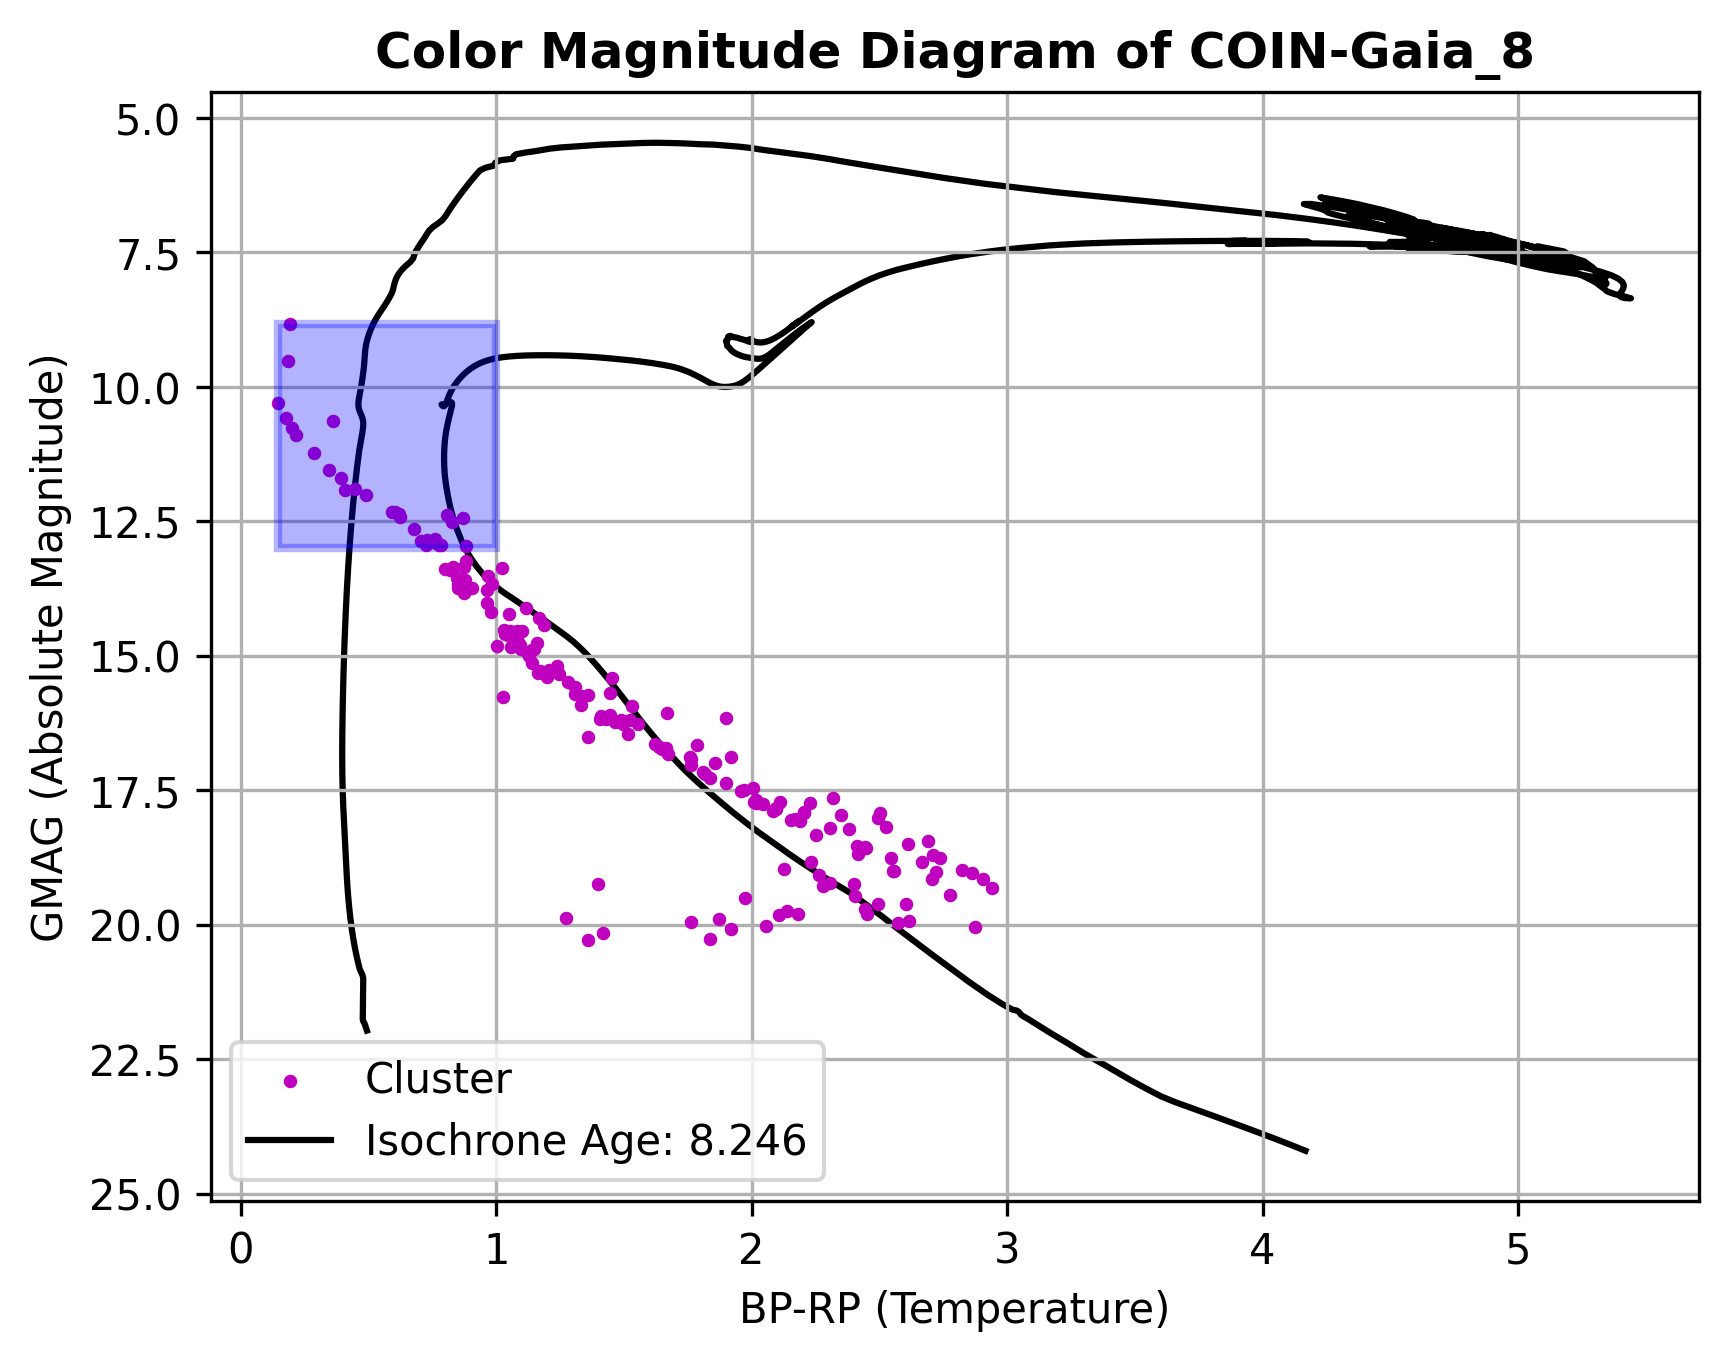 Color Magnitude Diagram of COIN-Gaia_8
GMAG (Absolute Magnitude)
5.0
7.5
10.0
12.5
15.0
17.5
20.0
22.5
25.0
Cluster
Isochrone Age: 8.246
0 1 2 3 4 5
BP-RP (Temperature)